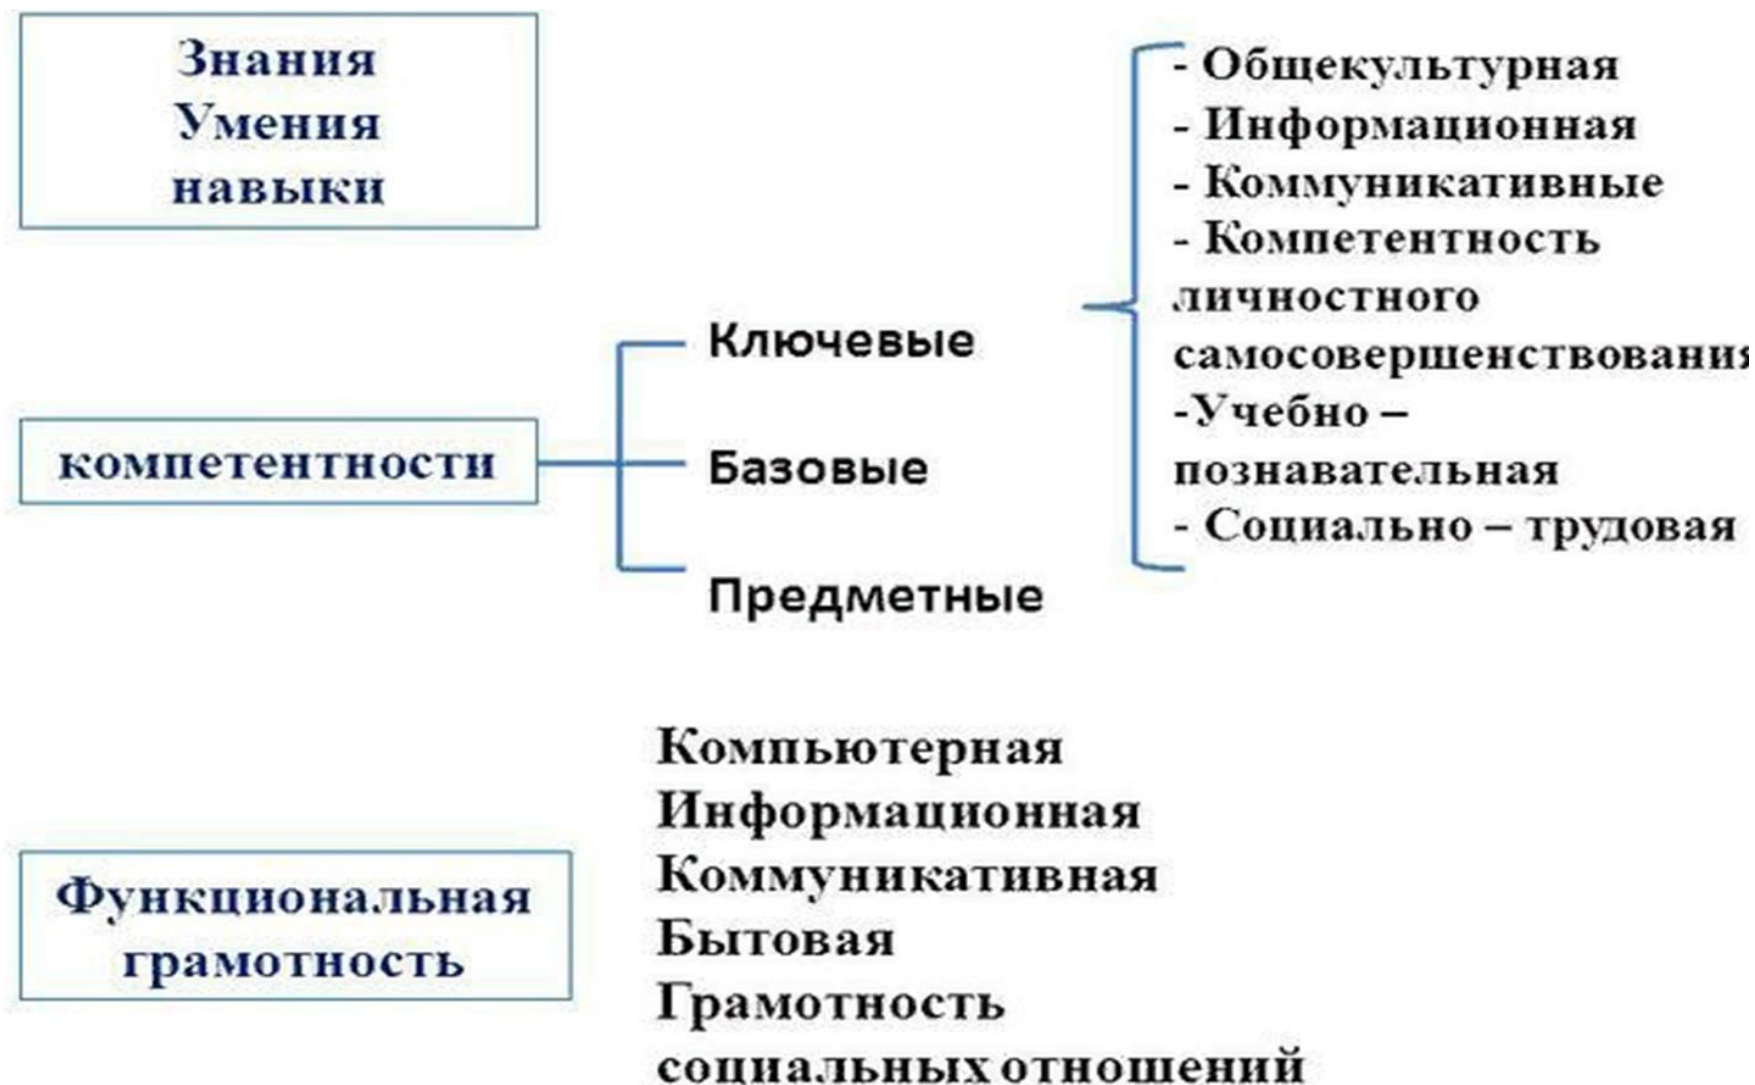 Знания
Умения
навыки
- Общекультурная
- Информационная
- Коммуникативные
- Компетентность
личностного
самосовершенствования
-Учебно –
познавательная
- Социально – трудовая
компетентности
Ключевые
Базовые
Предметные
Функциональная
грамотность
Компьютерная
Информационная
Коммуникативная
Бытовая
Грамотность
социальных отношений